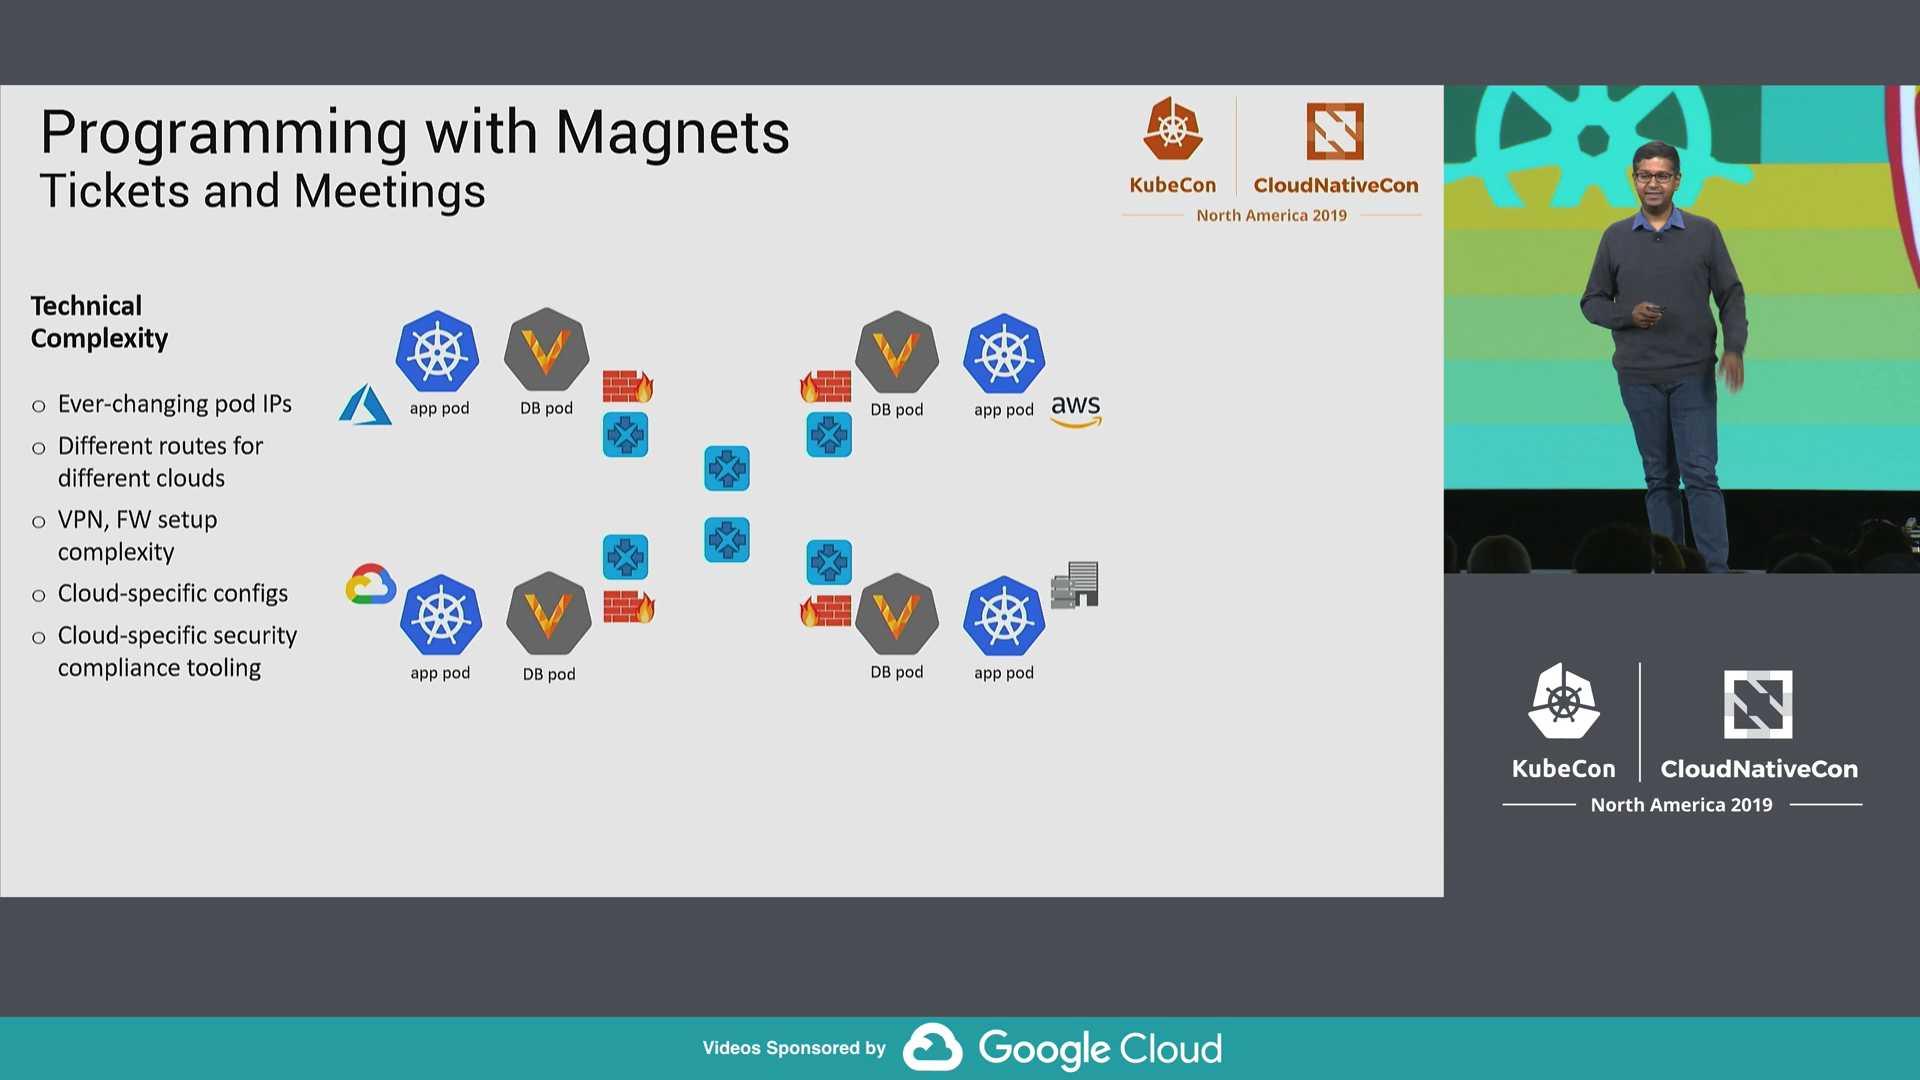 Programming with Magnets
Tickets and Meetings
KubeCon
CloudNativeCon
North America 2019
Technical
Complexity
o Ever-changing pod IPs
o Different routes for
different clouds
o VPN, FW setup
complexity
o Cloud-specific configs
o Cloud-specific security
compliance tooling
app pod
DB pod
DB pod
app pod
aws
app pod
DB pod
DB pod
app pod
KubeCon
CloudNativeCon
North America 2019
Videos Sponsored by
Google Cloud